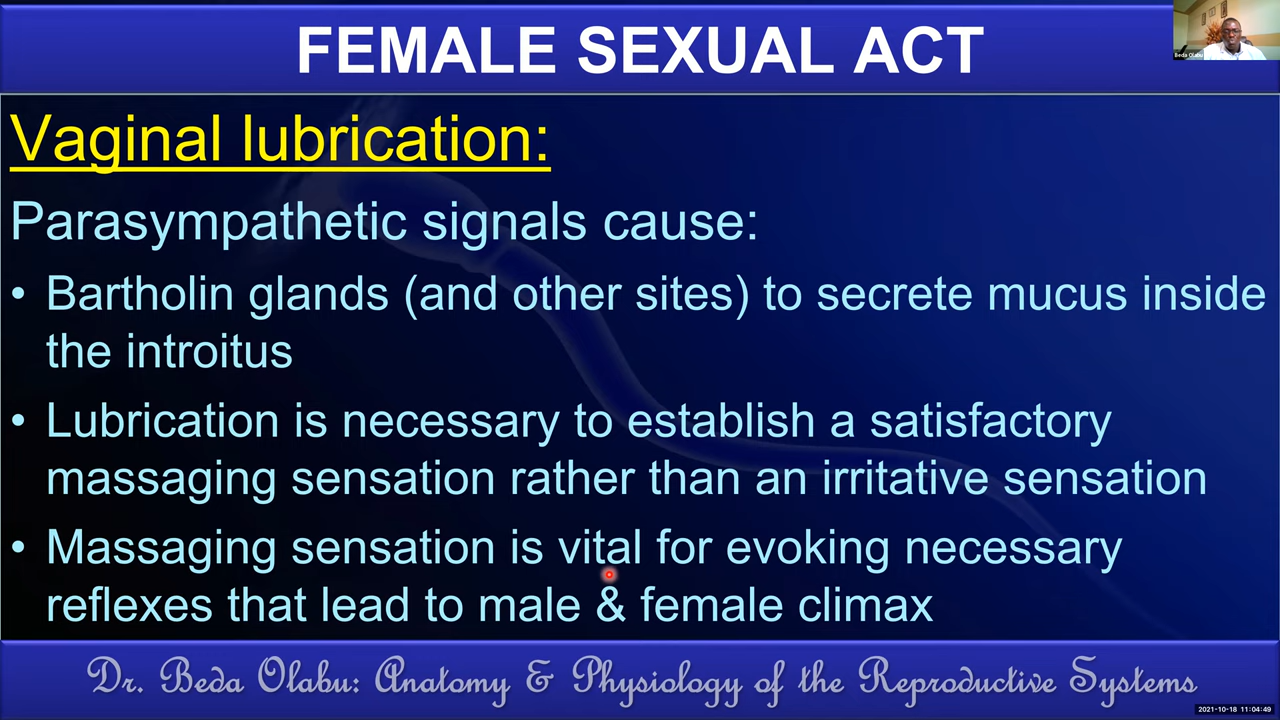 FEMALE SEXUAL ACT
Beda Olabu
Vaginal lubrication:
Parasympathetic signals cause:
• Bartholin glands (and other sites) to secrete mucus inside
the introitus
• Lubrication is necessary to establish a satisfactory
massaging sensation rather than an irritative sensation
• Massaging sensation is vital for evoking necessary
reflexes that lead to male & female climax
Dr. Beda Olabu: Anatomy & Physiology of the Reproductive Systems
2021-10-18 11:04:49